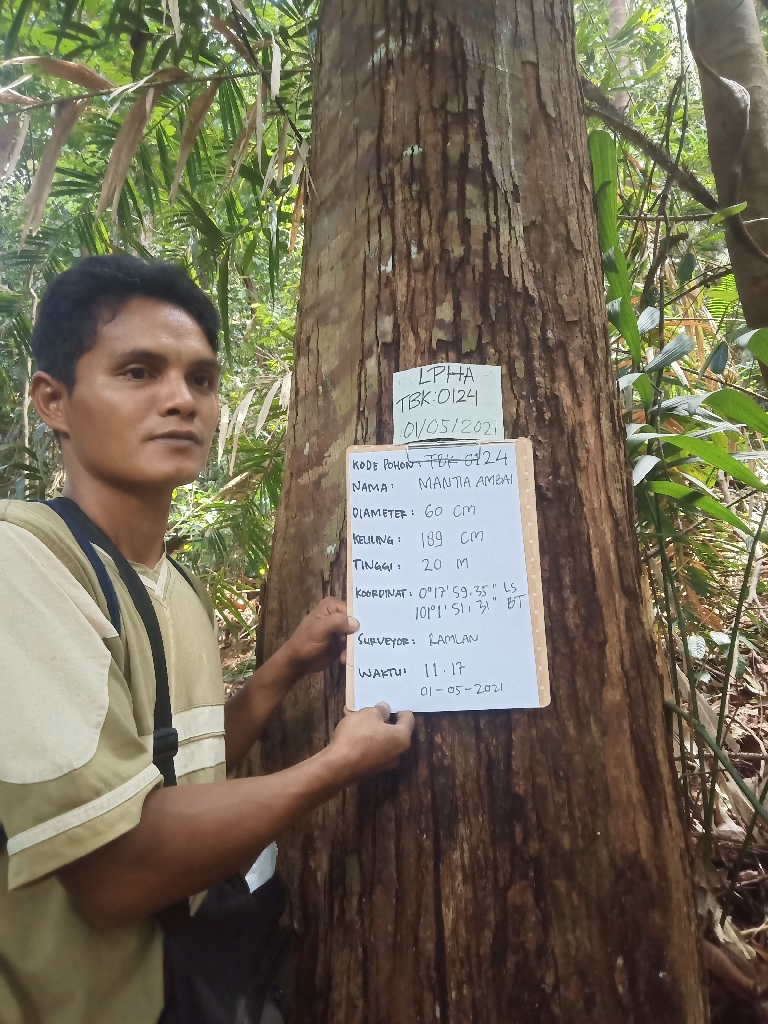 LPHA
TBK:0124
01/05/2021
KODE POHON: TBK 0124
NAMA: MANTIA AMBAI
DIAMETER: 60 CM
KELILING: 189 CM
TINGGI: 20 M
KOORDINAT: 0°17'59.35" LS
101°1'51,31" BT
SURVEYOR: RAMLAN
WAKTU: 11.17
01-05-2021